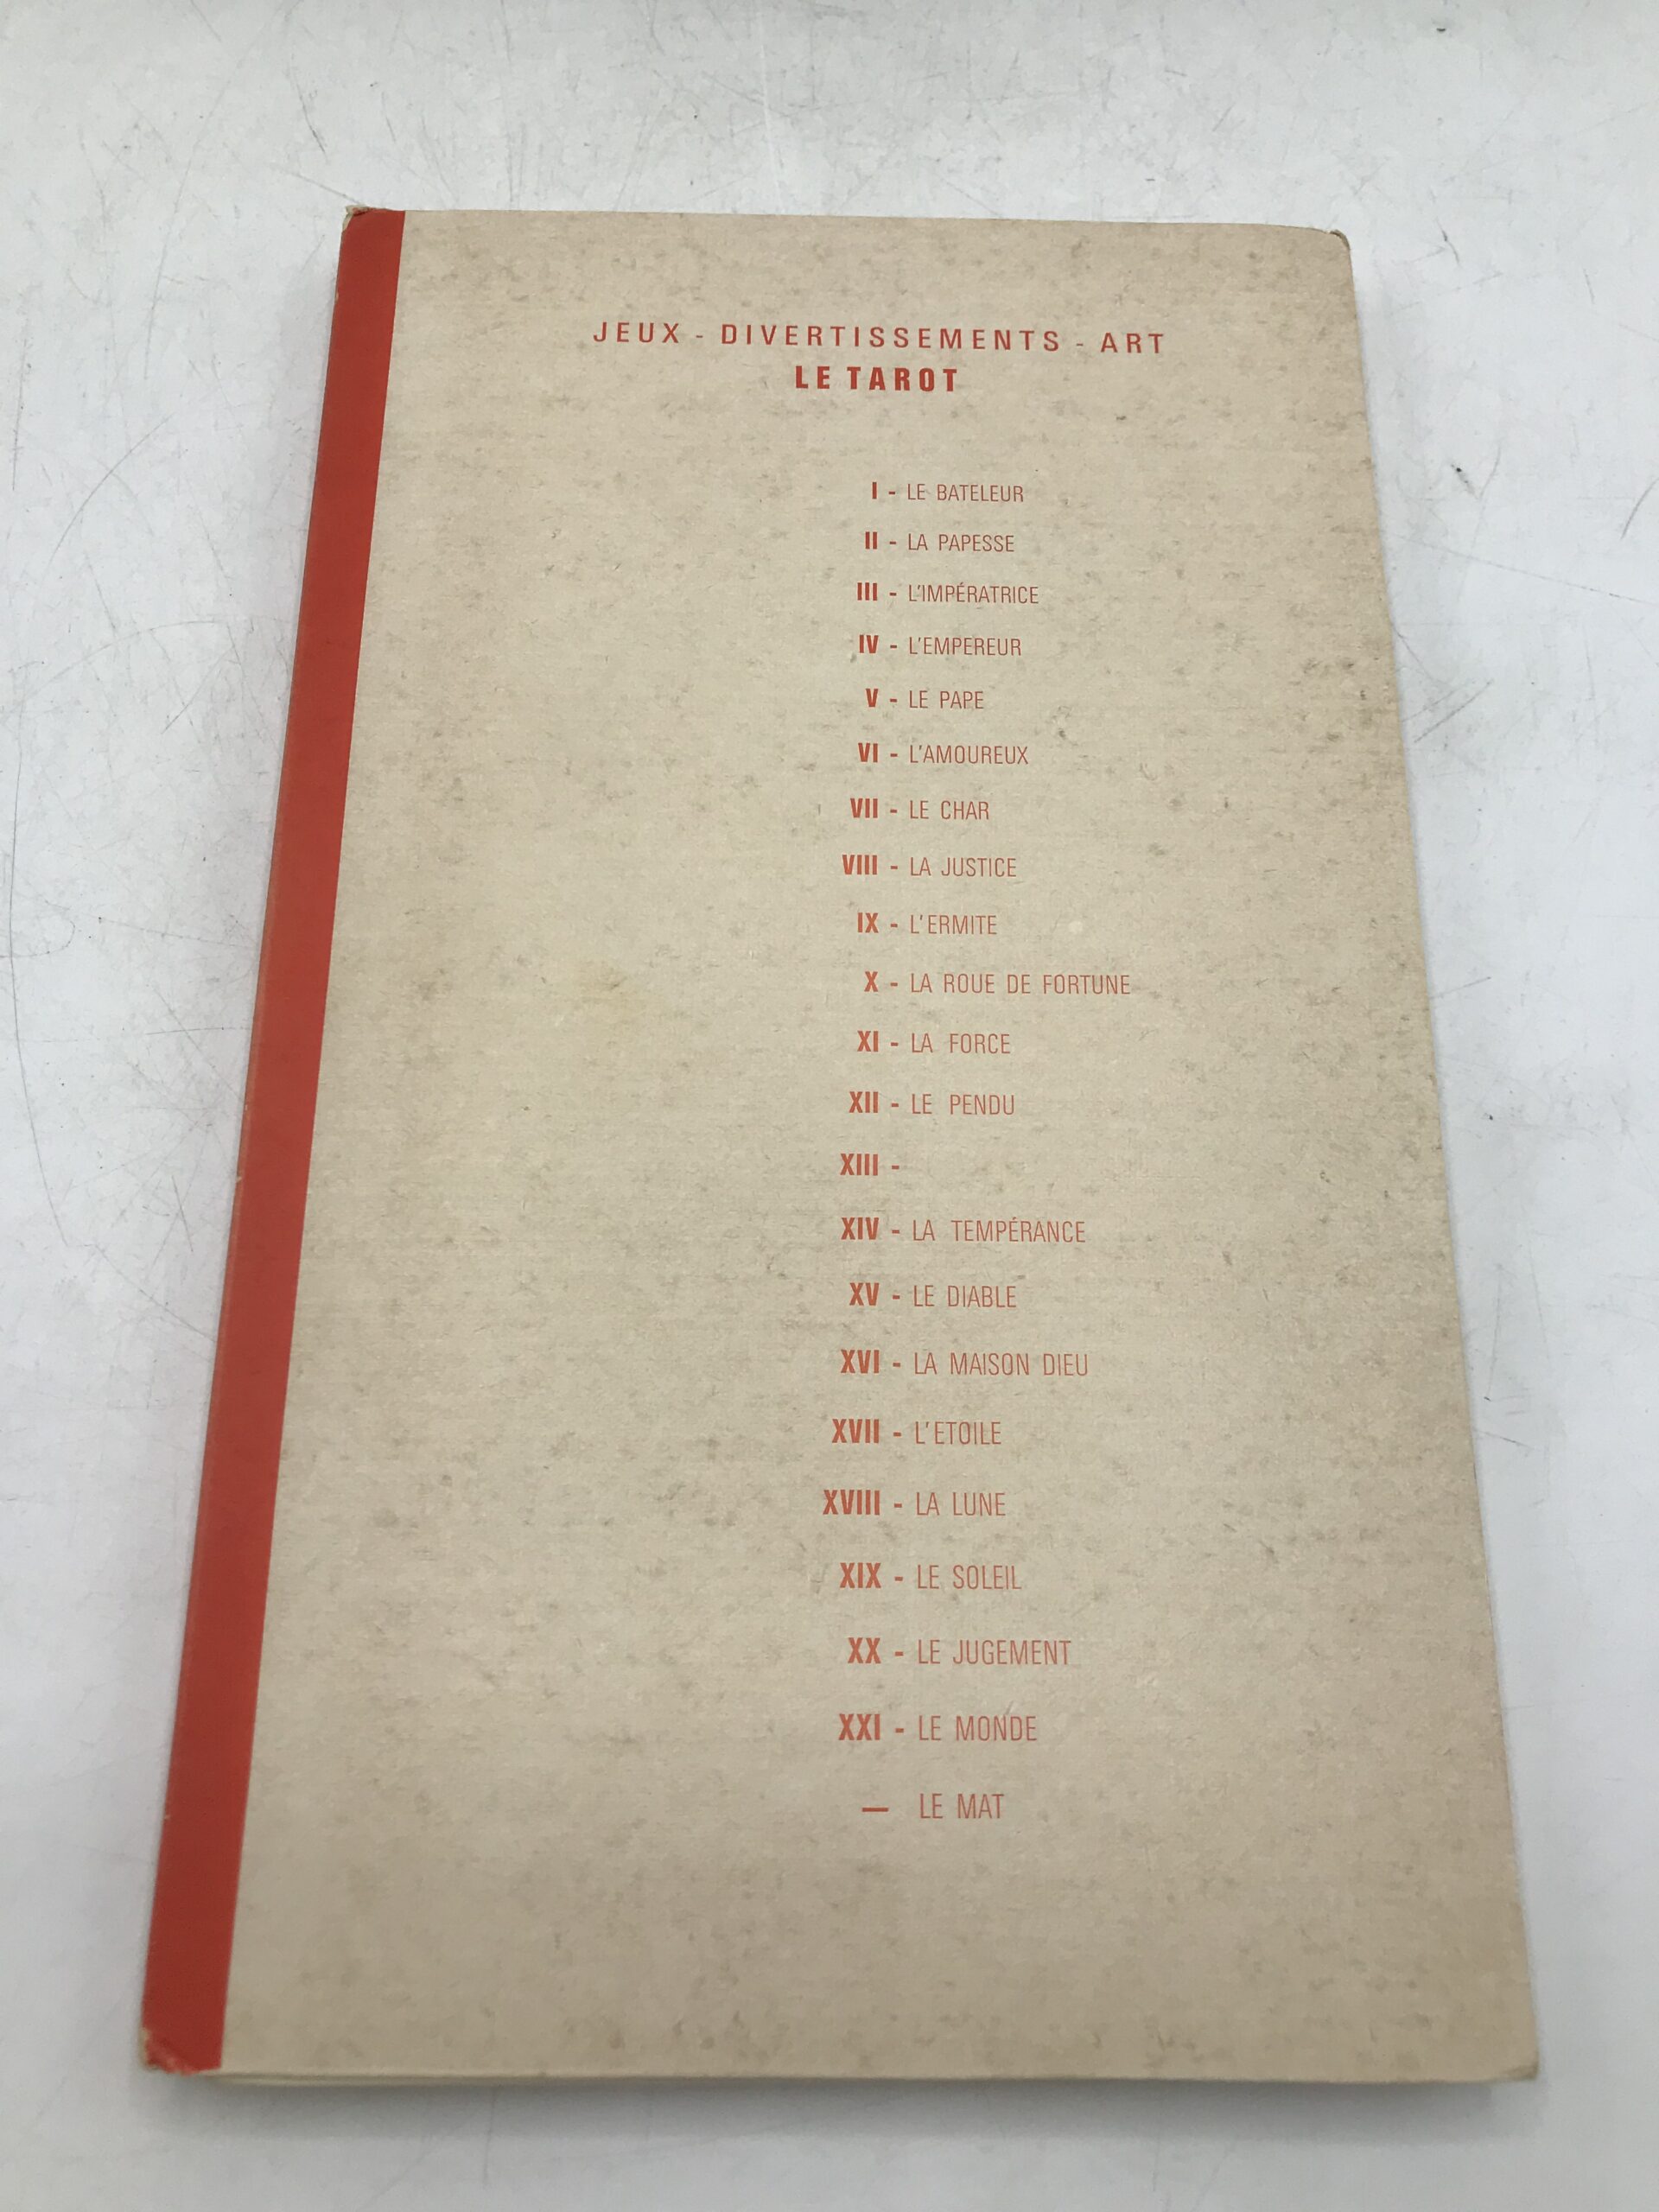 JEUX - DIVERTISSEMENTS - ART
LE TAROT
I - LE BATELEUR
II - LA PAPESSE
III - L'IMPÉRATRICE
IV - L'EMPEREUR
V - LE PAPE
VI - L'AMOUREUX
VII - LE CHAR
VIII - LA JUSTICE
IX - L'ERMITE
X - LA ROUE DE FORTUNE
XI - LA FORCE
XII - LE PENDU
XIII -
XIV - LA TEMPÉRANCE
XV - LE DIABLE
XVI - LA MAISON DIEU
XVII - L'ETOILE
XVIII - LA LUNE
XIX - LE SOLEIL
XX - LE JUGEMENT
XXI - LE MONDE
— LE MAT